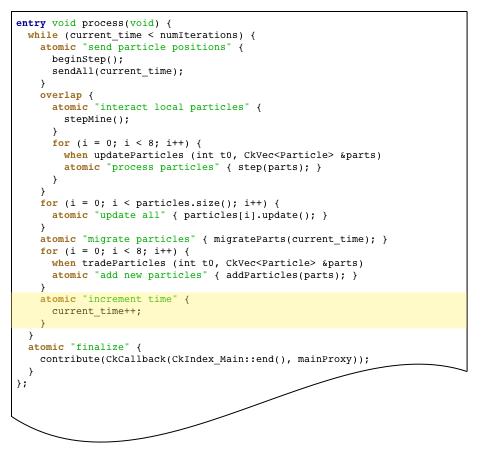 entry void process(void) {
  while (current_time < numIterations) {
    atomic "send particle positions" {
      beginStep();
      sendAll(current_time);
    }
    overlap {
      atomic "interact local particles" {
        stepMine();
      }
      for (i = 0; i < 8; i++) {
        when updateParticles (int t0, CkVec<Particle> &parts)
        atomic "process particles" { step(parts); }
      }
    }
    for (i = 0; i < particles.size(); i++) {
      atomic "update all" { particles[i].update(); }
    }
    atomic "migrate particles" { migrateParts(current_time); }
    for (i = 0; i < 8; i++) {
      when tradeParticles (int t0, CkVec<Particle> &parts)
      atomic "add new particles" { addParticles(parts); }
    }
    atomic "increment time" {
      current_time++;
    }
  }
  atomic "finalize" {
    contribute(CkCallback(CkIndex_Main::end(), mainProxy));
  }
};